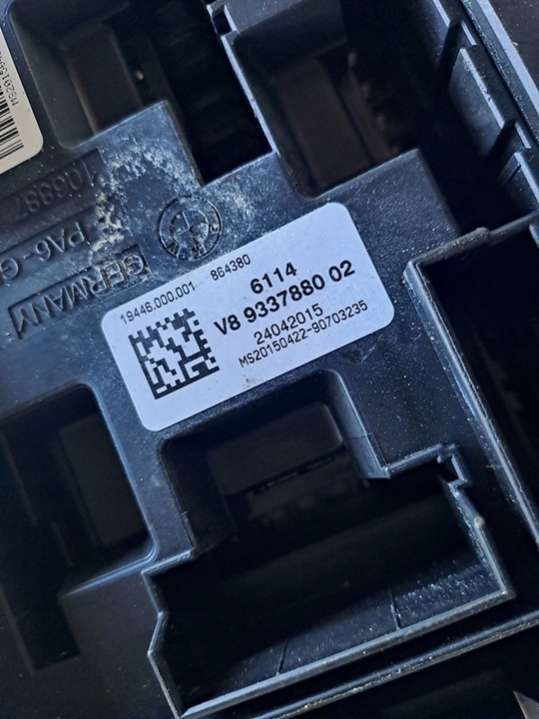 19446.000.001 864380
6114
V8 9337880 02
24042015
MS20150422-90703235
PA6-G
GERMANY